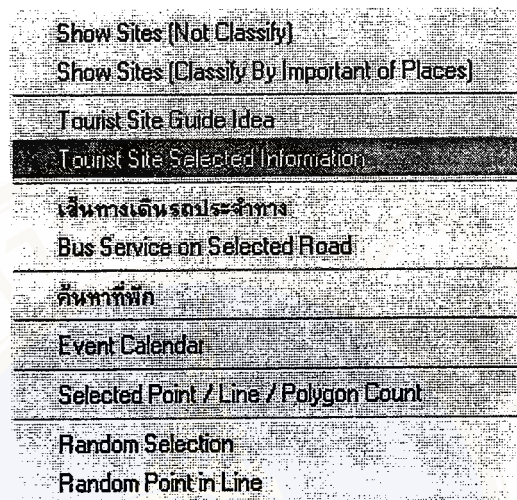 Show Sites (Not Classify)
Show Sites (Classify By Important of Places)
Tourist Site Guide Idea
Tourist Site Selected Information
เส้นทางเดินรถประจำทาง
Bus Service on Selected Road
ค้นหาที่พัก
Event Calendar
Selected Point / Line / Polygon Count
Random Selection
Random Point in Line